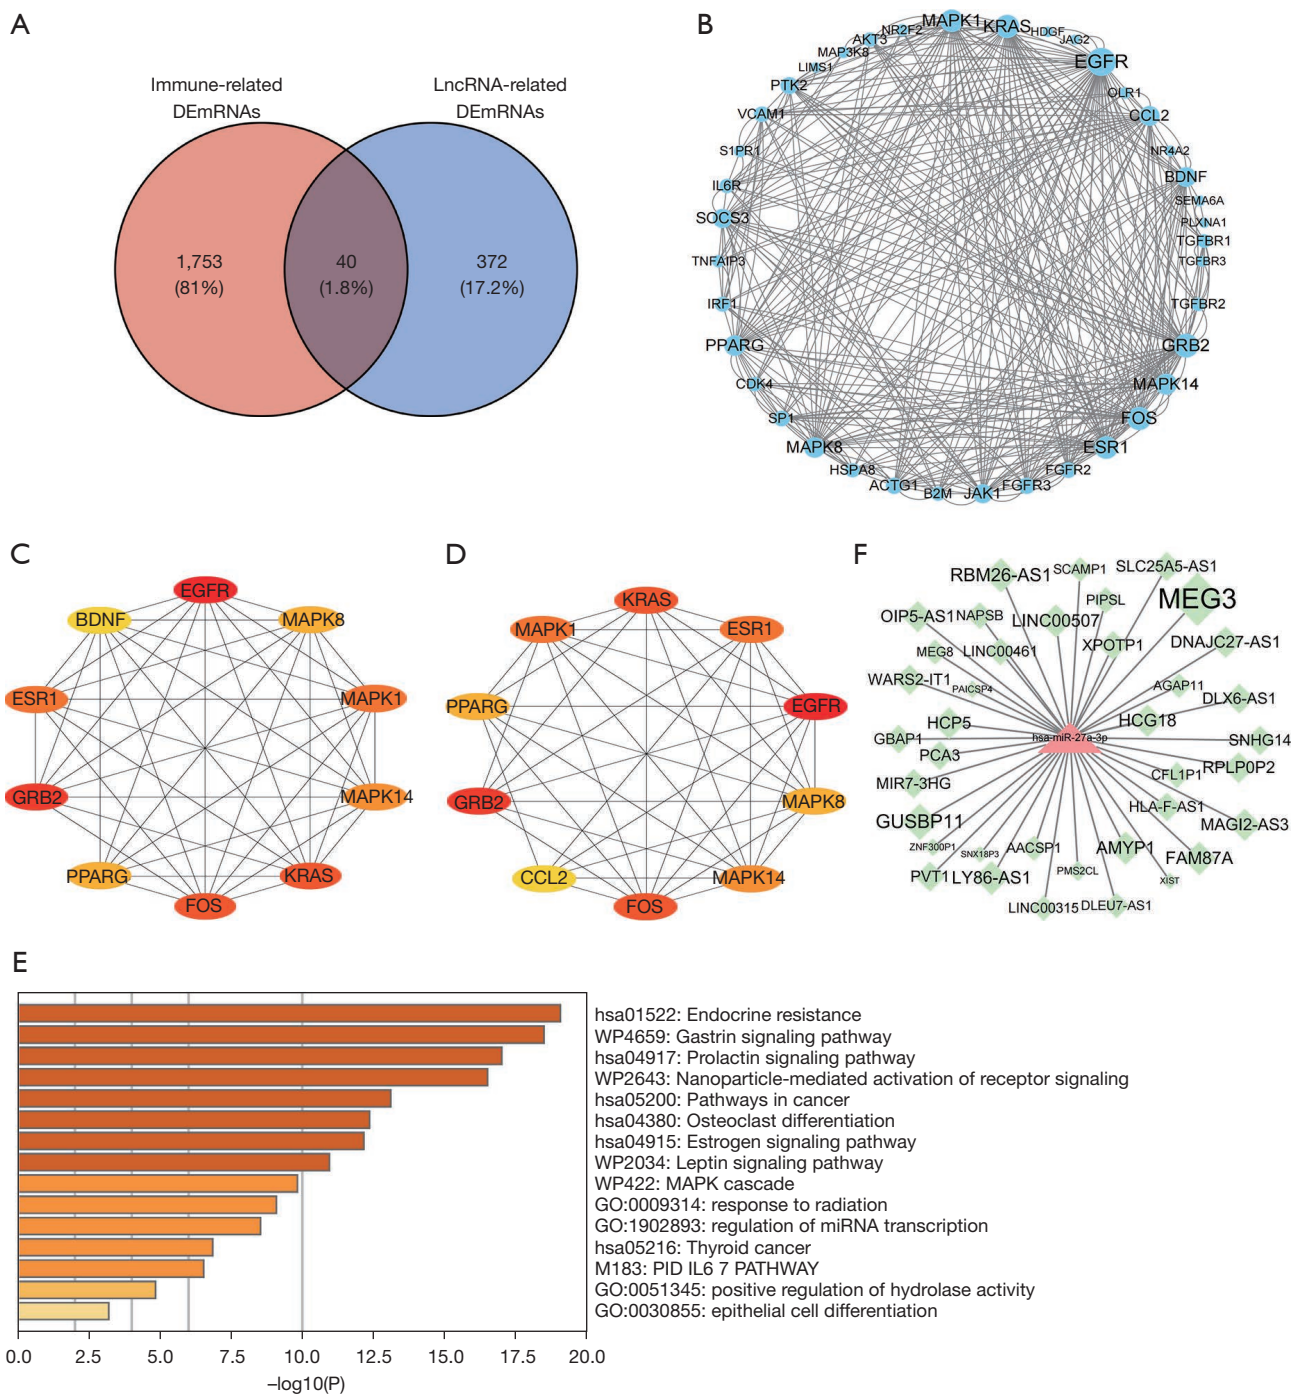 A
Immune-related
DEmRNAs
LncRNA-related
DEmRNAs
1,753
(81%)
40
(1.8%)
372
(17.2%)
B
MAPK1
KRAS
HDGF
JAG2
EGFR
OLR1
CCL2
NR4A2
BDNF
SEMA6A
PLXNA1
TGFBR1
TGFBR3
TGFBR2
GRB2
MAPK14
FOS
ESR1
FGFR2
FGFR3
JAK1
B2M
ACTG1
HSPA8
MAPK8
SP1
CDK4
PPARG
IRF1
TNFAIP3
SOCS3
IL6R
S1PR1
VCAM1
PTK2
LIMS1
MAP3K8
AKT3
NR2F2
C
EGFR
BDNF
MAPK8
ESR1
MAPK1
GRB2
MAPK14
PPARG
KRAS
FOS
D
KRAS
MAPK1
ESR1
PPARG
EGFR
GRB2
MAPK8
CCL2
MAPK14
FOS
F
RBM26-AS1
SCAMP1
SLC25A5-AS1
MEG3
OIP5-AS1
NAPSB
LINC00507
PIPSL
MEG8
LINC00461
XPOTP1
DNAJC27-AS1
WARS2-IT1
PAICSP4
AGAP11
DLX6-AS1
HCP5
HCG18
GBAP1
hsa-miR-27a-3p
SNHG14
PCA3
RPLP0P2
MIR7-3HG
CFL1P1
HLA-F-AS1
GUSBP11
MAGI2-AS3
ZNF300P1
SNX18P3
AACSP1
AMYP1
FAM87A
PVT1
LY86-AS1
PMS2CL
XIST
LINC00315
DLEU7-AS1
E
hsa01522: Endocrine resistance
WP4659: Gastrin signaling pathway
hsa04917: Prolactin signaling pathway
WP2643: Nanoparticle-mediated activation of receptor signaling
hsa05200: Pathways in cancer
hsa04380: Osteoclast differentiation
hsa04915: Estrogen signaling pathway
WP2034: Leptin signaling pathway
WP422: MAPK cascade
GO:0009314: response to radiation
GO:1902893: regulation of miRNA transcription
hsa05216: Thyroid cancer
M183: PID IL6 7 PATHWAY
GO:0051345: positive regulation of hydrolase activity
GO:0030855: epithelial cell differentiation
0.0 2.5 5.0 7.5 10.0 12.5 15.0 17.5 20.0
–log10(P)